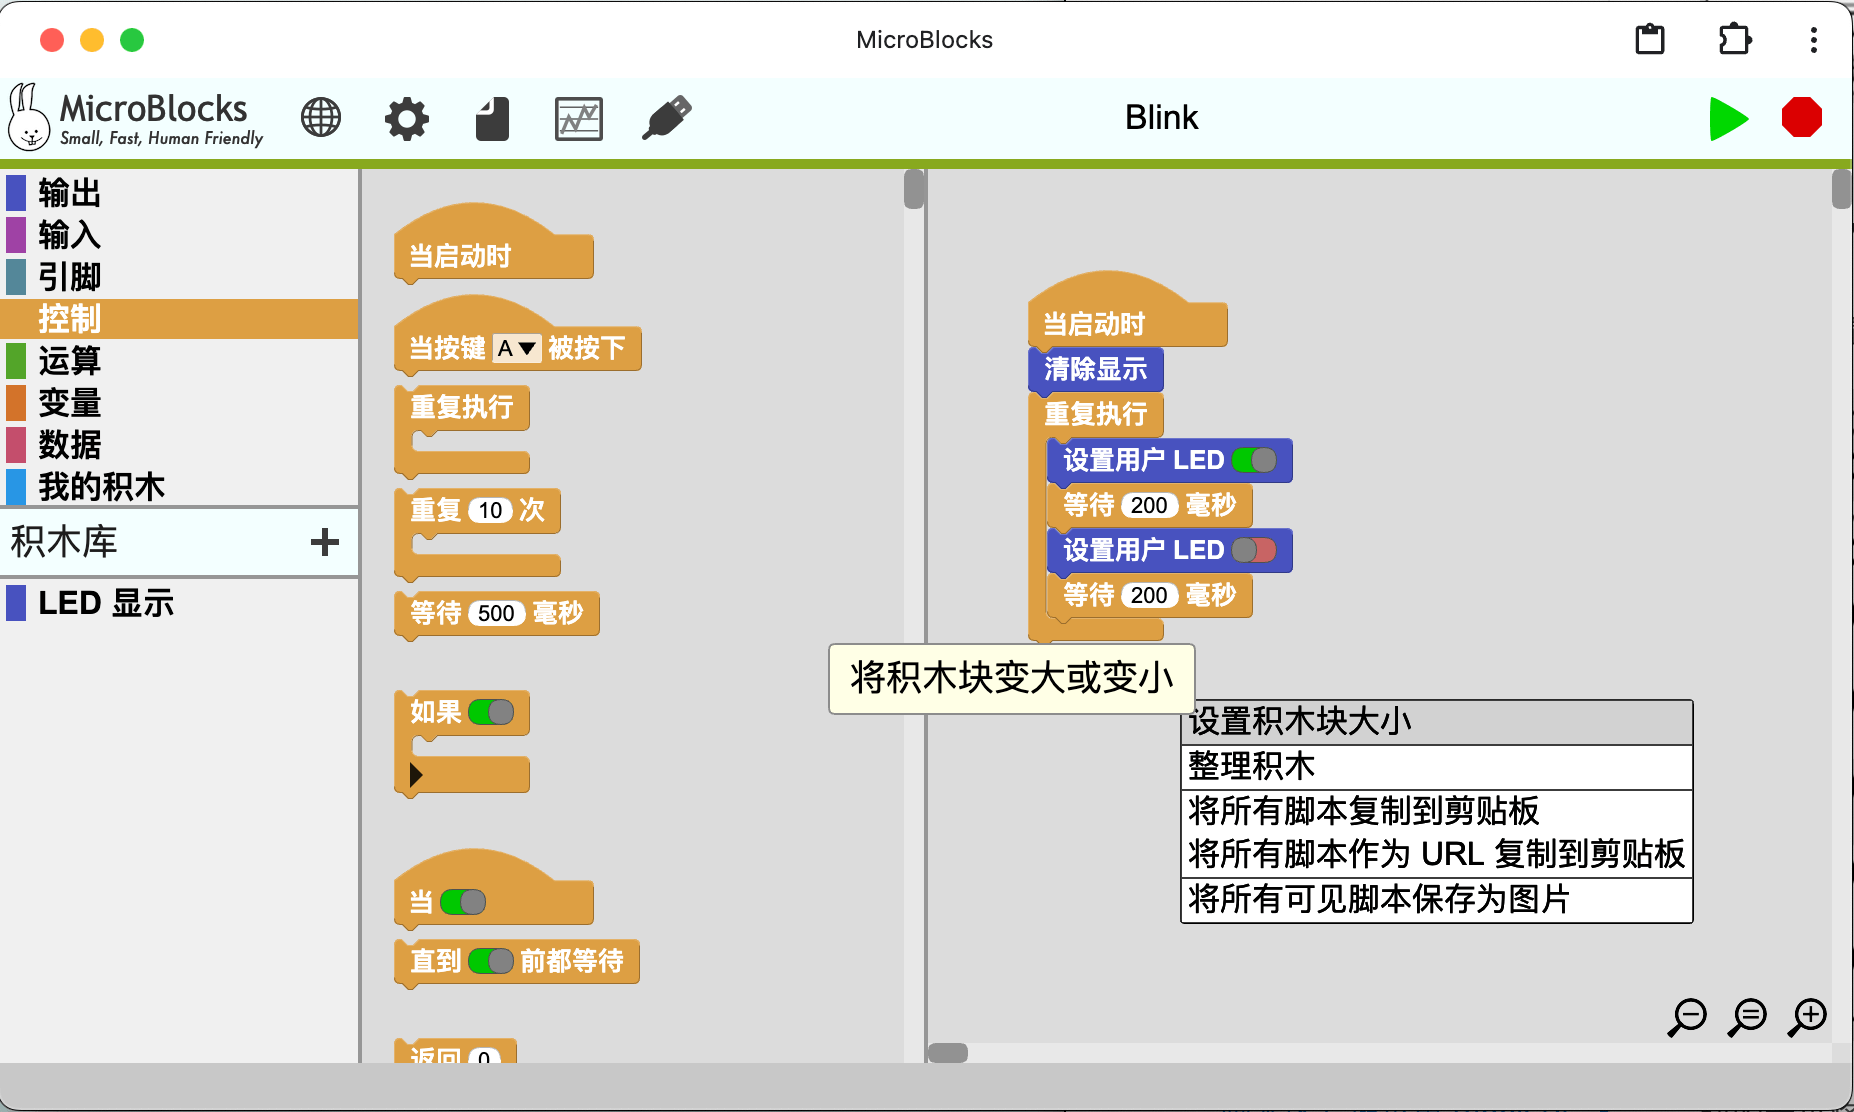 MicroBlocks
MicroBlocks
Small, Fast, Human Friendly
Blink
输出
输入
引脚
控制
运算
变量
数据
我的积木
积木库 +
LED 显示
当启动时
当按键 A 被按下
重复执行
重复 10 次
等待 500 毫秒
如果
当
直到 前都等待
返回 0
当启动时
清除显示
重复执行
设置用户 LED
等待 200 毫秒
设置用户 LED
等待 200 毫秒
将积木块变大或变小
设置积木块大小
整理积木
将所有脚本复制到剪贴板
将所有脚本作为 URL 复制到剪贴板
将所有可见脚本保存为图片